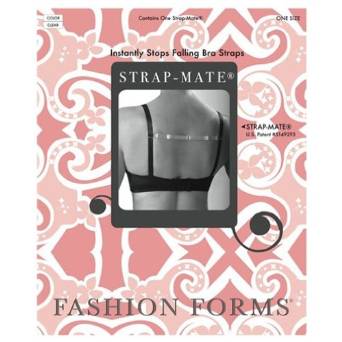 COLOR
CLEAR
Contains One Strap-Mate®
ONE SIZE
Instantly Stops Falling Bra Straps
STRAP-MATE®
◄STRAP-MATE®
FASHION FORMS®